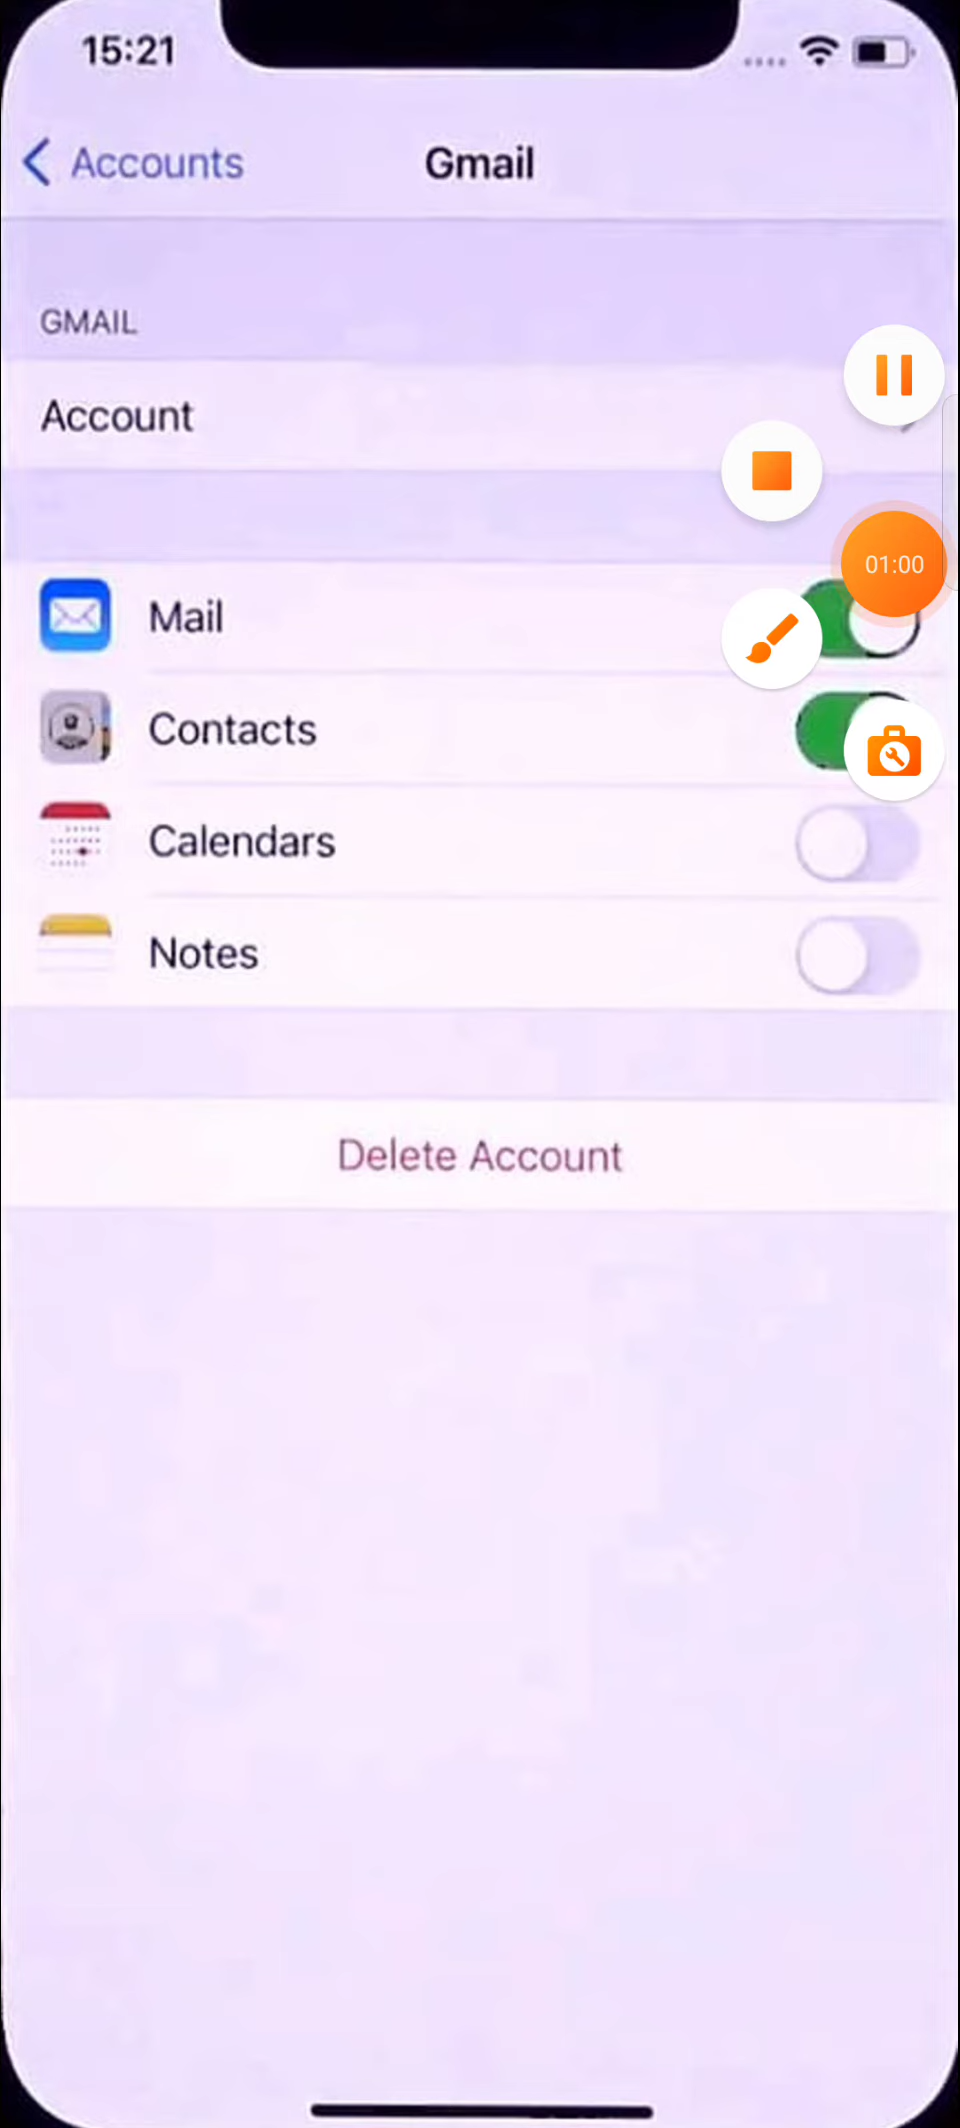 15:21
Accounts
Gmail
GMAIL
Account
01:00
Mail
Contacts
Calendars
Notes
Delete Account